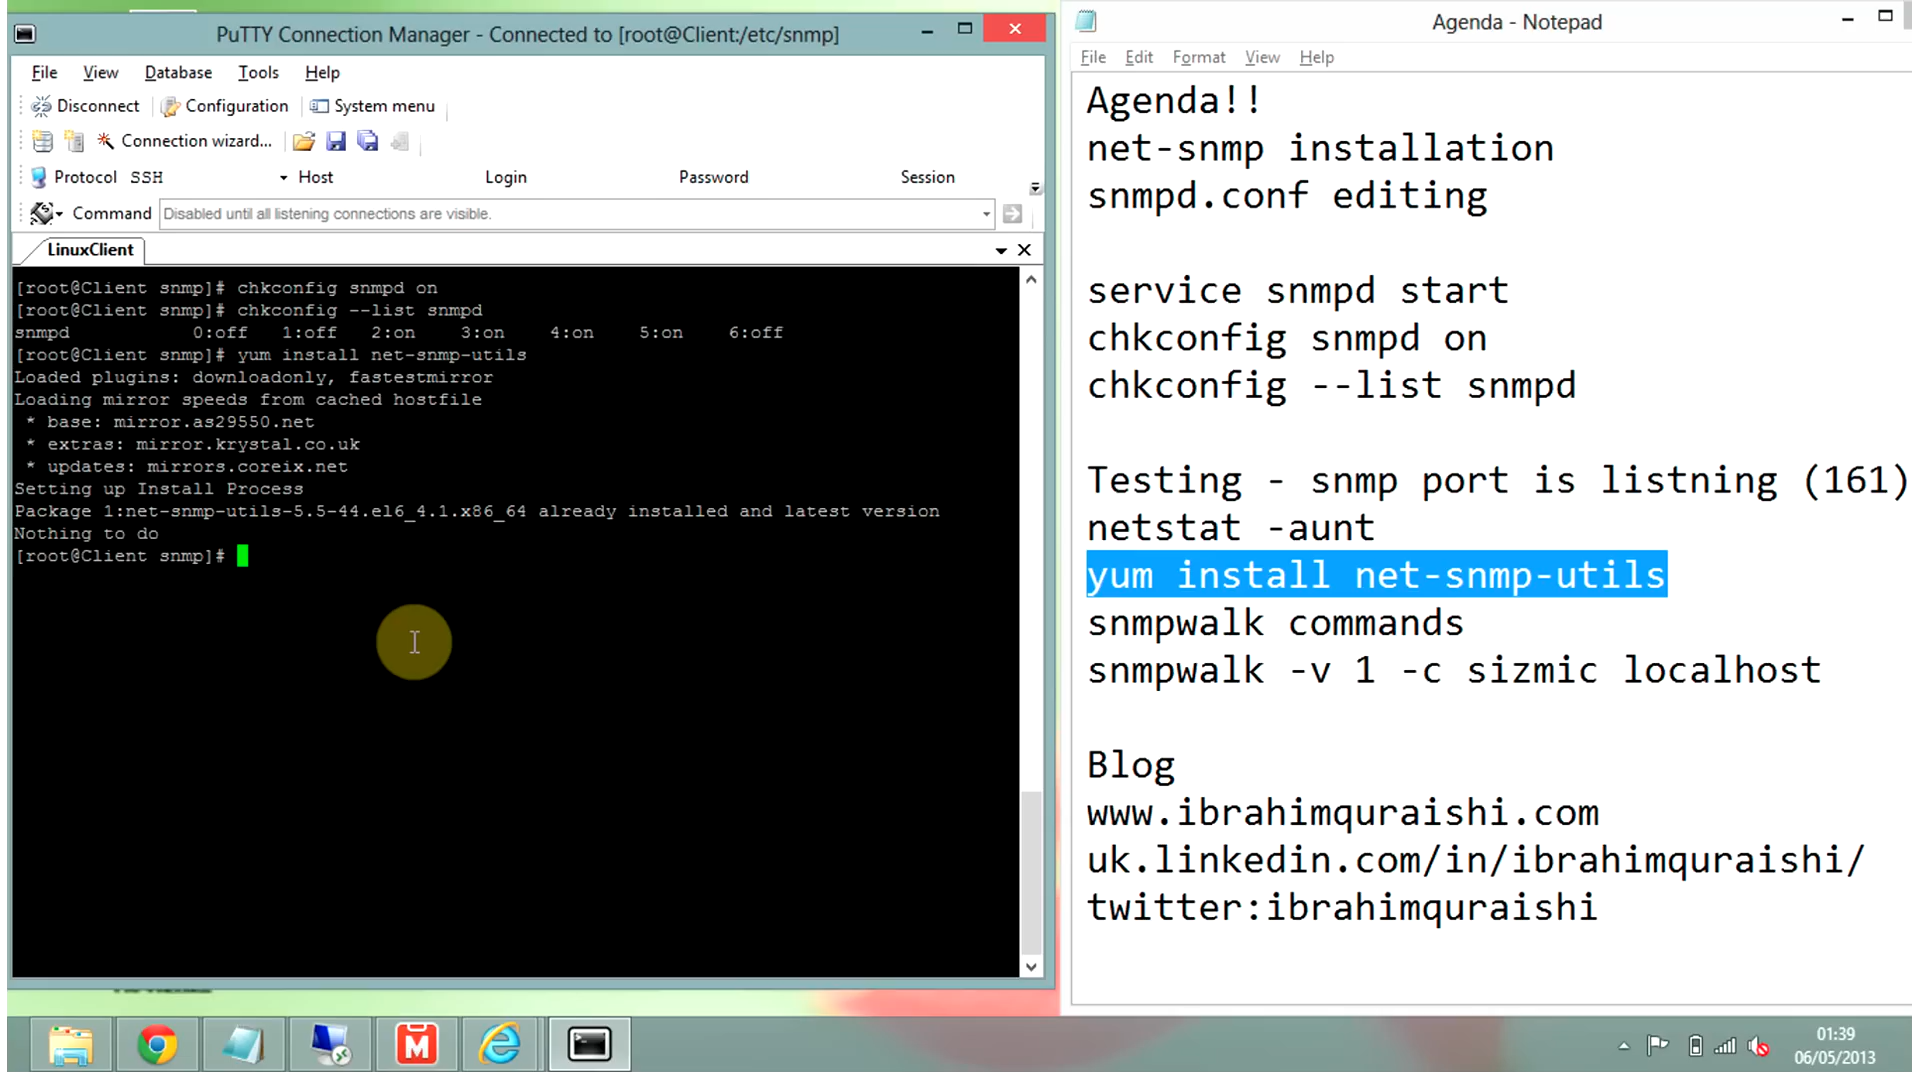 PuTTY Connection Manager - Connected to [root@Client:/etc/snmp]
File View Database Tools Help
Disconnect Configuration System menu
Connection wizard...
Protocol SSH Host Login Password Session
Command Disabled until all listening connections are visible.
LinuxClient
[root@Client snmp]# chkconfig snmpd on
[root@Client snmp]# chkconfig --list snmpd
snmpd 0:off 1:off 2:on 3:on 4:on 5:on 6:off
[root@Client snmp]# yum install net-snmp-utils
Loaded plugins: downloadonly, fastestmirror
Loading mirror speeds from cached hostfile
* base: mirror.as29550.net
* extras: mirror.krystal.co.uk
* updates: mirrors.coreix.net
Setting up Install Process
Package 1:net-snmp-utils-5.5-44.el6_4.1.x86_64 already installed and latest version
Nothing to do
[root@Client snmp]#
Agenda - Notepad
File Edit Format View Help
Agenda!!
net-snmp installation
snmpd.conf editing
service snmpd start
chkconfig snmpd on
chkconfig --list snmpd
Testing - snmp port is listning (161)
netstat -aunt
yum install net-snmp-utils
snmpwalk commands
snmpwalk -v 1 -c sizmic localhost
Blog
www.ibrahimquraishi.com
uk.linkedin.com/in/ibrahimquraishi/
twitter:ibrahimquraishi
M
01:39
06/05/2013